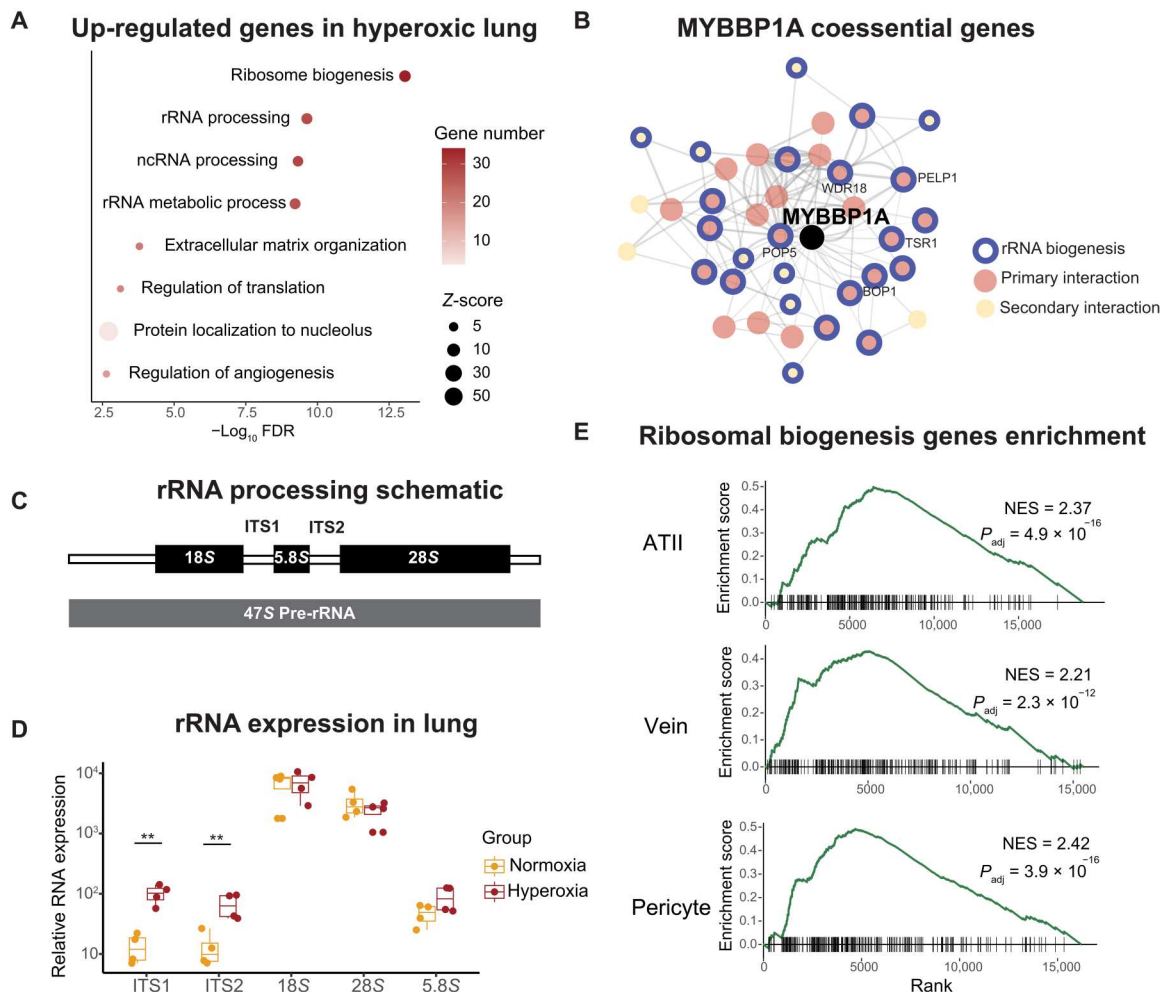 A
Up-regulated genes in hyperoxic lung
Ribosome biogenesis
rRNA processing
ncRNA processing
rRNA metabolic process
Extracellular matrix organization
Regulation of translation
Protein localization to nucleolus
Regulation of angiogenesis
2.5 5.0 7.5 10.0 12.5
−Log10 FDR
Gene number
30
20
10
Z-score
5
10
30
50
B
MYBBP1A coessential genes
WDR18
PELP1
MYBBP1A
POP5
TSR1
BOP1
rRNA biogenesis
Primary interaction
Secondary interaction
C
rRNA processing schematic
ITS1 ITS2
18S 5.8S 28S
47S Pre-rRNA
D
rRNA expression in lung
Relative RNA expression
10⁴
10³
10²
10
** **
ITS1 ITS2 18S 28S 5.8S
Group
Normoxia
Hyperoxia
E
Ribosomal biogenesis genes enrichment
ATII
Enrichment score
0.5
0.4
0.3
0.2
0.1
0.0
0 5000 10,000 15,000
NES = 2.37
Padj = 4.9 × 10⁻¹⁶
Vein
Enrichment score
0.4
0.3
0.2
0.1
0.0
0 5000 10,000 15,000
NES = 2.21
Padj = 2.3 × 10⁻¹²
Pericyte
Enrichment score
0.5
0.4
0.3
0.2
0.1
0.0
0 5000 10,000 15,000
NES = 2.42
Padj = 3.9 × 10⁻¹⁶
Rank